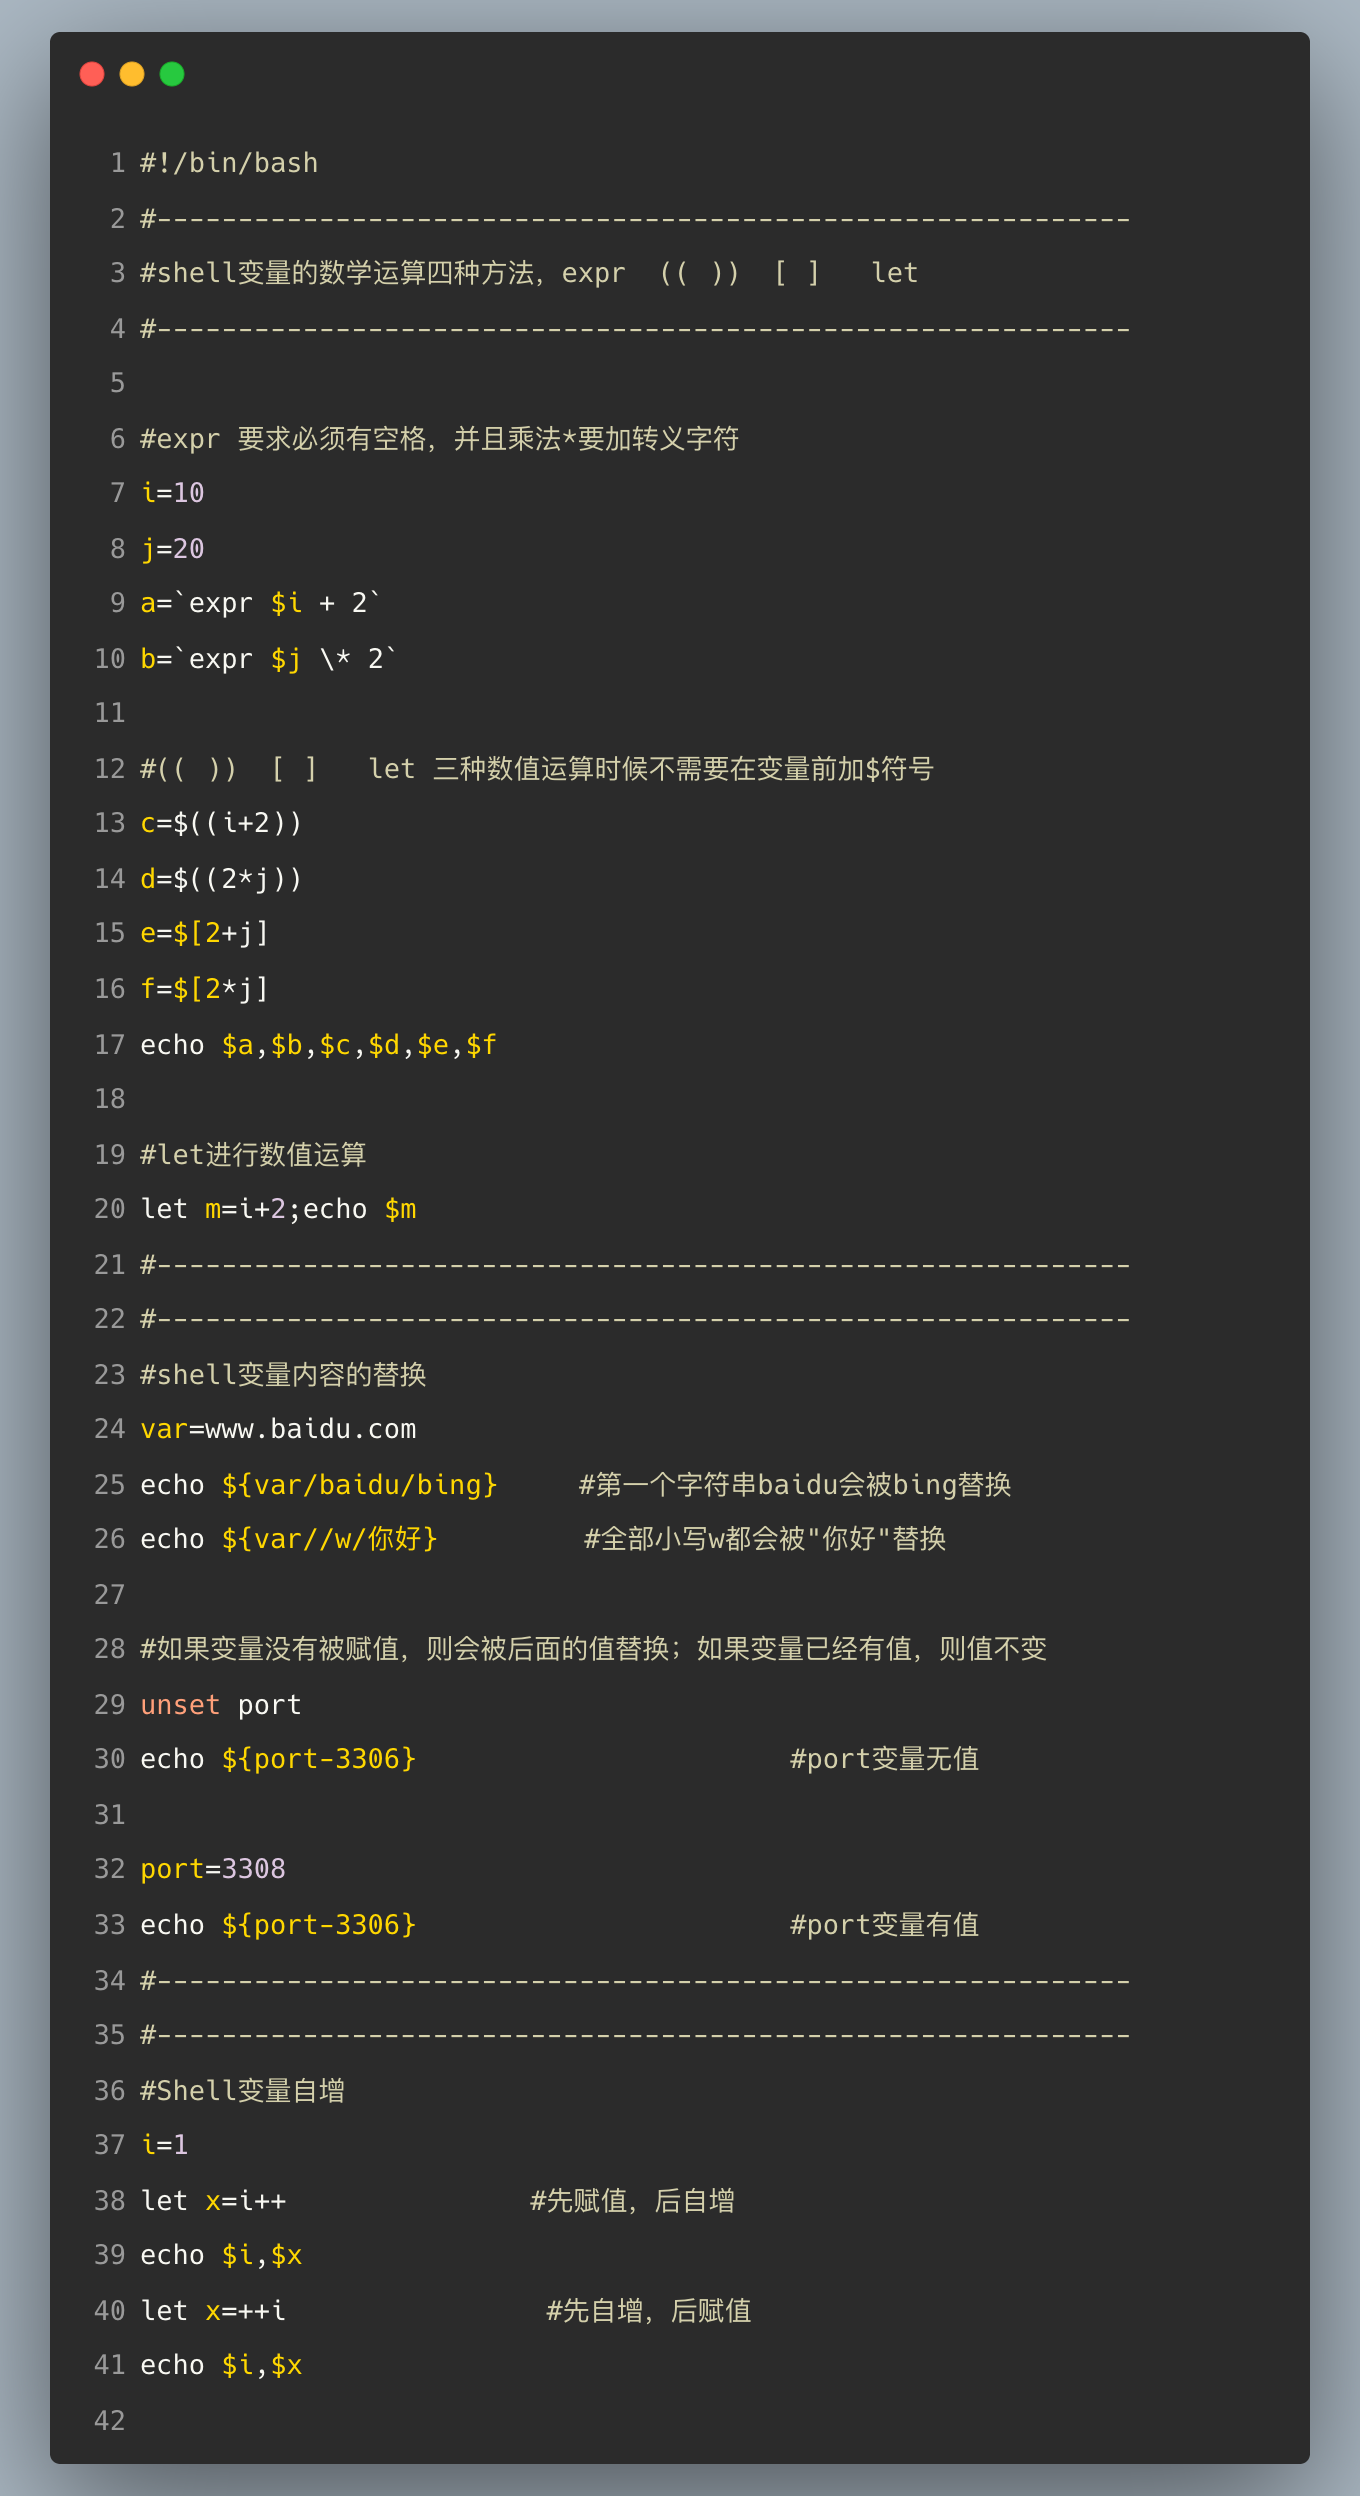 1 #!/bin/bash
2 #------------------------------------------------------------
3 #shell变量的数学运算四种方法，expr  (( ))  [ ]   let
4 #------------------------------------------------------------
5
6 #expr 要求必须有空格，并且乘法*要加转义字符
7 i=10
8 j=20
9 a=`expr $i + 2`
10 b=`expr $j \* 2`
11
12 #(( ))  [ ]   let 三种数值运算时候不需要在变量前加$符号
13 c=$((i+2))
14 d=$((2*j))
15 e=$[2+j]
16 f=$[2*j]
17 echo $a,$b,$c,$d,$e,$f
18
19 #let进行数值运算
20 let m=i+2;echo $m
21 #------------------------------------------------------------
22 #------------------------------------------------------------
23 #shell变量内容的替换
24 var=www.baidu.com
25 echo ${var/baidu/bing}     #第一个字符串baidu会被bing替换
26 echo ${var//w/你好}         #全部小写w都会被"你好"替换
27
28 #如果变量没有被赋值，则会被后面的值替换；如果变量已经有值，则值不变
29 unset port
30 echo ${port-3306}                       #port变量无值
31
32 port=3308
33 echo ${port-3306}                       #port变量有值
34 #------------------------------------------------------------
35 #------------------------------------------------------------
36 #Shell变量自增
37 i=1
38 let x=i++               #先赋值，后自增
39 echo $i,$x
40 let x=++i                #先自增，后赋值
41 echo $i,$x
42